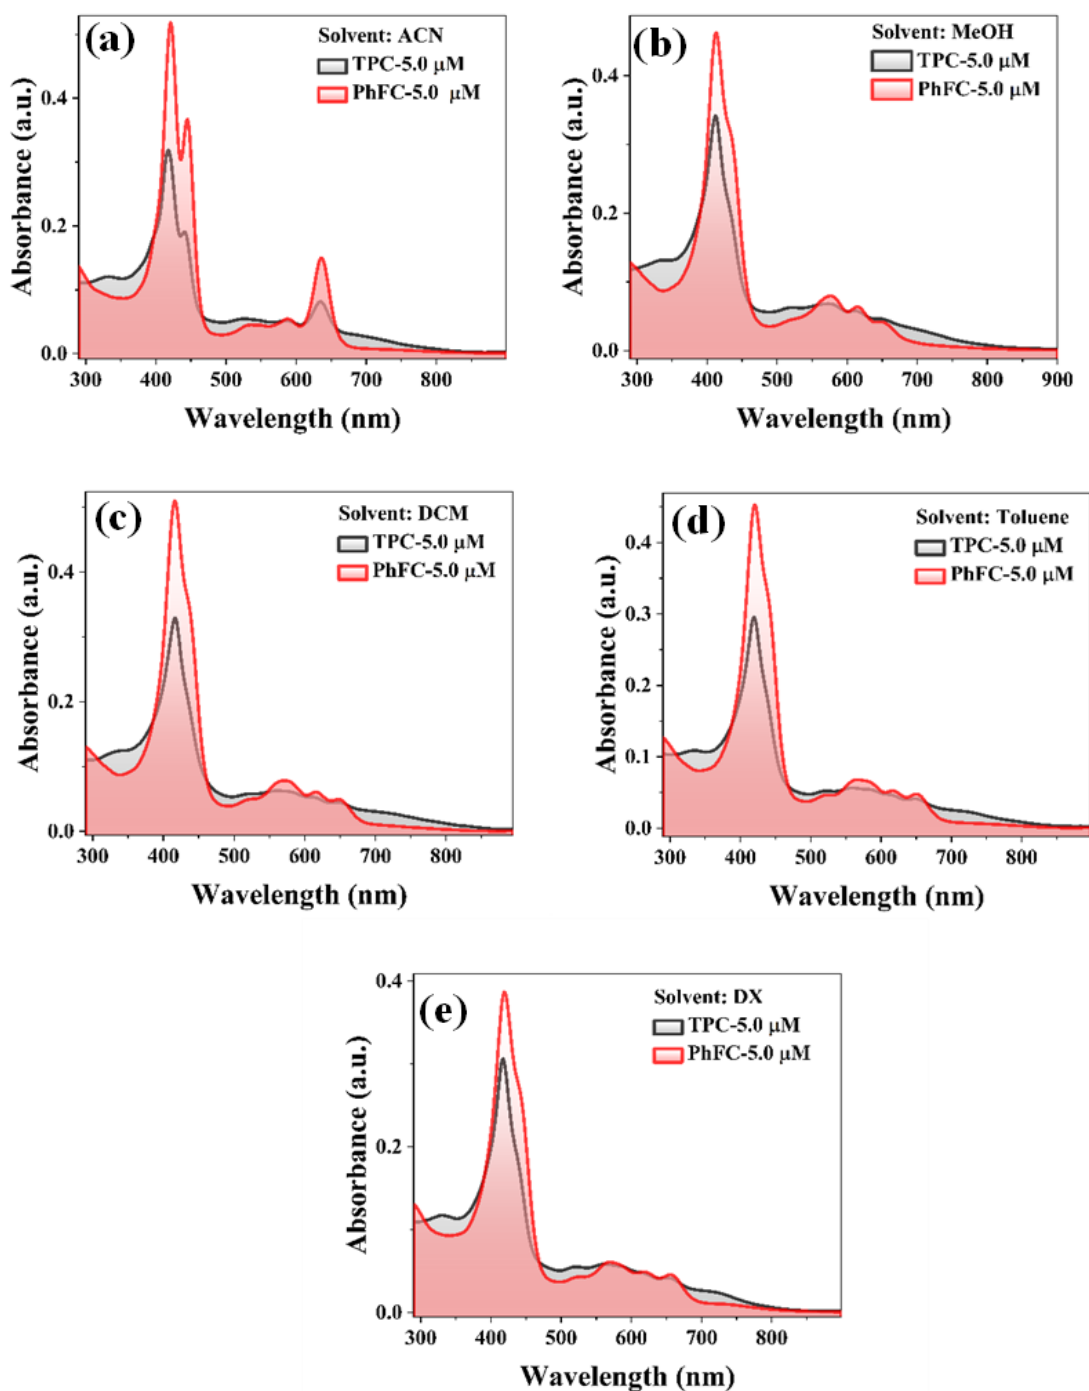 (a)
Solvent: ACN
TPC-5.0 μM
PhFC-5.0 μM
Absorbance (a.u.)
0.4
0.2
0.0
300 400 500 600 700 800
Wavelength (nm)
(b)
Solvent: MeOH
TPC-5.0 μM
PhFC-5.0 μM
Absorbance (a.u.)
0.4
0.2
0.0
300 400 500 600 700 800 900
Wavelength (nm)
(c)
Solvent: DCM
TPC-5.0 μM
PhFC-5.0 μM
Absorbance (a.u.)
0.4
0.2
0.0
300 400 500 600 700 800
Wavelength (nm)
(d)
Solvent: Toluene
TPC-5.0 μM
PhFC-5.0 μM
Absorbance (a.u.)
0.4
0.3
0.2
0.1
0.0
300 400 500 600 700 800
Wavelength (nm)
(e)
Solvent: DX
TPC-5.0 μM
PhFC-5.0 μM
Absorbance (a.u.)
0.4
0.2
0.0
300 400 500 600 700 800
Wavelength (nm)